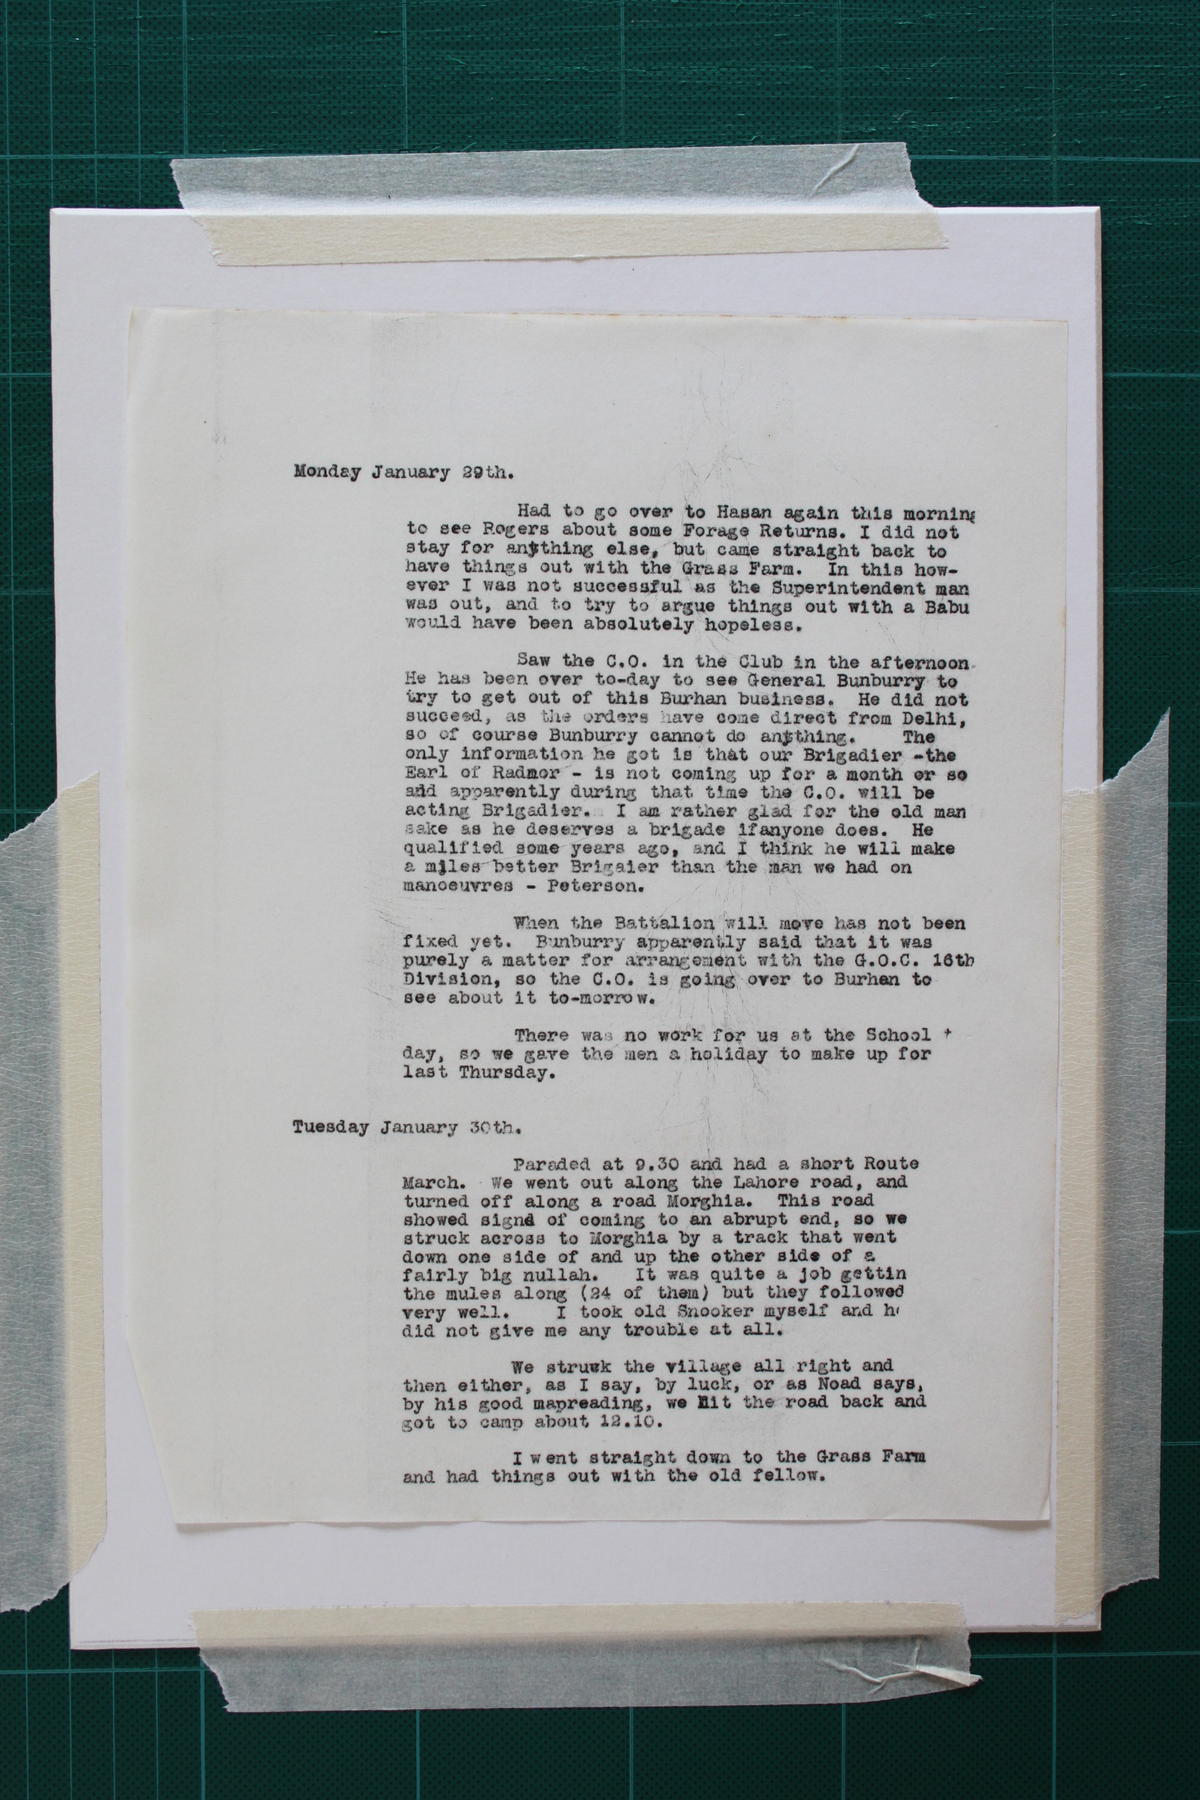 Monday January 29th.
Had to go over to Hasan again this morning
to see Rogers about some Forage Returns. I did not
stay for anything else, but came straight back to
have things out with the Grass Farm. In this how-
ever I was not successful as the Superintendent man
was out, and to try to argue things out with a Babu
would have been absolutely hopeless.
Saw the C.O. in the Club in the afternoon.
He has been over to-day to see General Bunburry to
try to get out of this Burhan business. He did not
succeed, as the orders have come direct from Delhi,
so of course Bunburry cannot do anything. The
only information he got is that our Brigadier -the
Earl of Radnor - is not coming up for a month or so
and apparently during that time the C.O. will be
acting Brigadier. I am rather glad for the old man
sake as he deserves a brigade ifanyone does. He
qualified some years ago, and I think he will make
a miles better Brigaier than the man we had on
manoeuvres - Peterson.
When the Battalion will move has not been
fixed yet. Bunburry apparently said that it was
purely a matter for arrangement with the G.O.C. 16th
Division, so the C.O. is going over to Burhan to
see about it to-morrow.
There was no work for us at the School
day, so we gave the men a holiday to make up for
last Thursday.
Tuesday January 30th.
Paraded at 9.30 and had a short Route
March. We went out along the Lahore road, and
turned off along a road Morghia. This road
showed signd of coming to an abrupt end, so we
struck across to Morghia by a track that went
down one side of and up the other side of a
fairly big nullah. It was quite a job gettin
the mules along (24 of them) but they followed
very well. I took old Snooker myself and h
did not give me any trouble at all.
We struck the village all right and
then either, as I say, by luck, or as Noad says,
by his good mapreading, we hit the road back and
got to camp about 12.10.
I went straight down to the Grass Farm
and had things out with the old fellow.